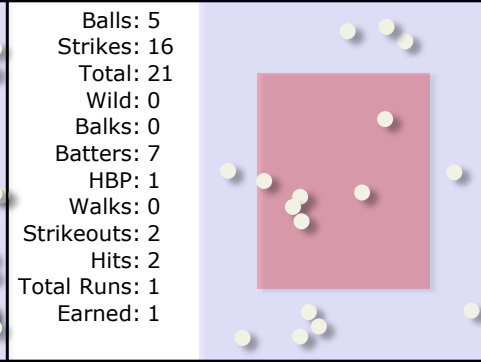 Balls: 5
Strikes: 16
Total: 21
Wild: 0
Balks: 0
Batters: 7
HBP: 1
Walks: 0
Strikeouts: 2
Hits: 2
Total Runs: 1
Earned: 1